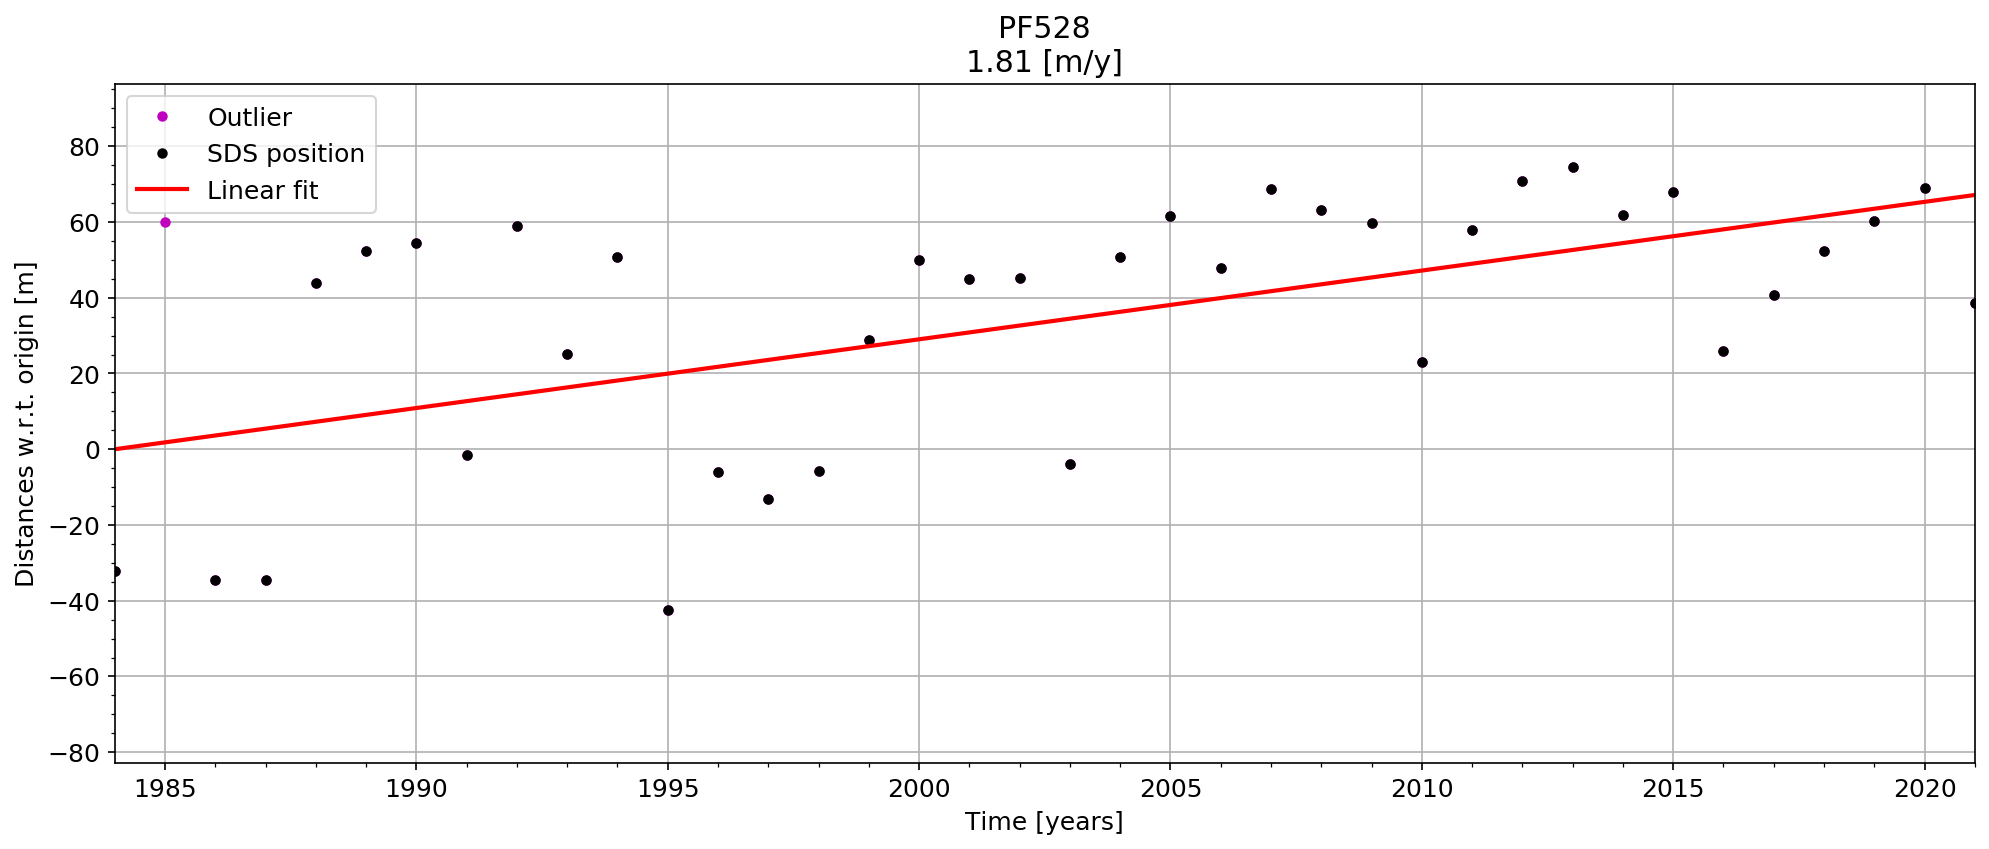 PF528
1.81 [m/y]
Outlier
SDS position
Linear fit
Distances w.r.t. origin [m]
80
60
40
20
0
−20
−40
−60
−80
1985 1990 1995 2000 2005 2010 2015 2020
Time [years]